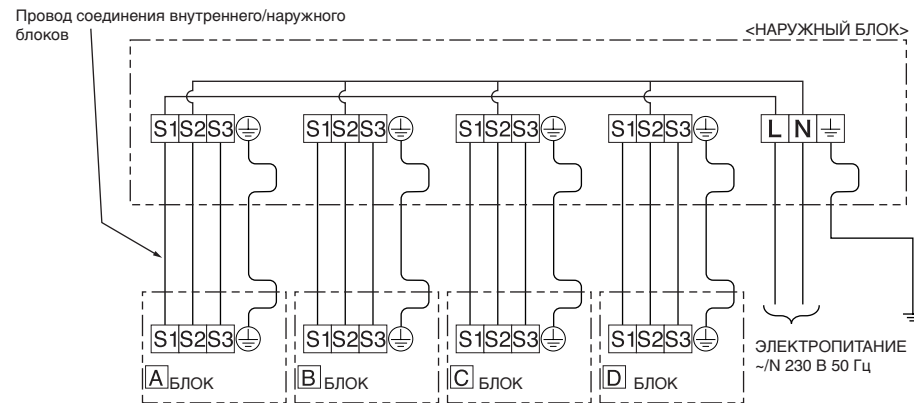 Провод соединения внутреннего/наружного
блоков
<НАРУЖНЫЙ БЛОК>
S1 S2 S3 S1 S2 S3 S1 S2 S3 S1 S2 S3 L N
S1 S2 S3 S1 S2 S3 S1 S2 S3 S1 S2 S3
A БЛОК B БЛОК C БЛОК D БЛОК
ЭЛЕКТРОПИТАНИЕ
~/N 230 В 50 Гц